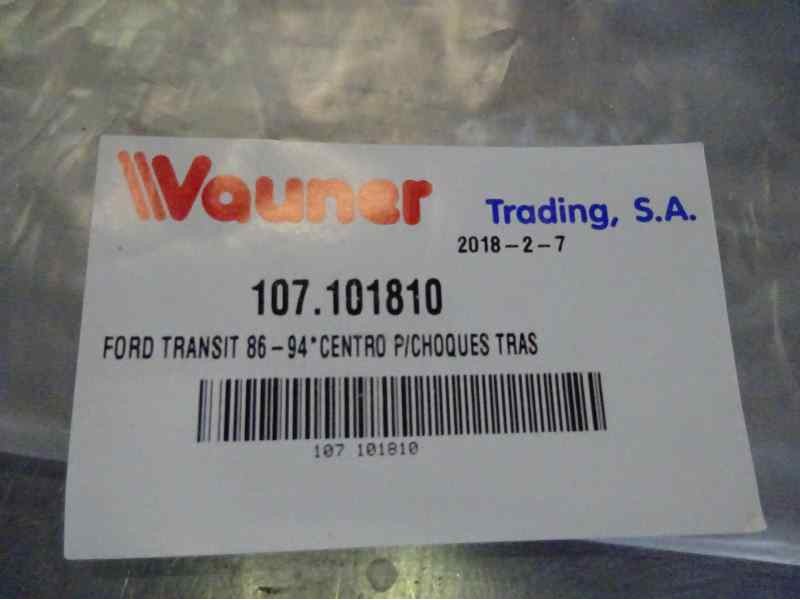 Vauner Trading, S.A.
2018-2-7
107.101810
FORD TRANSIT 86-94*CENTRO P/CHOQUES TRAS
107 101810